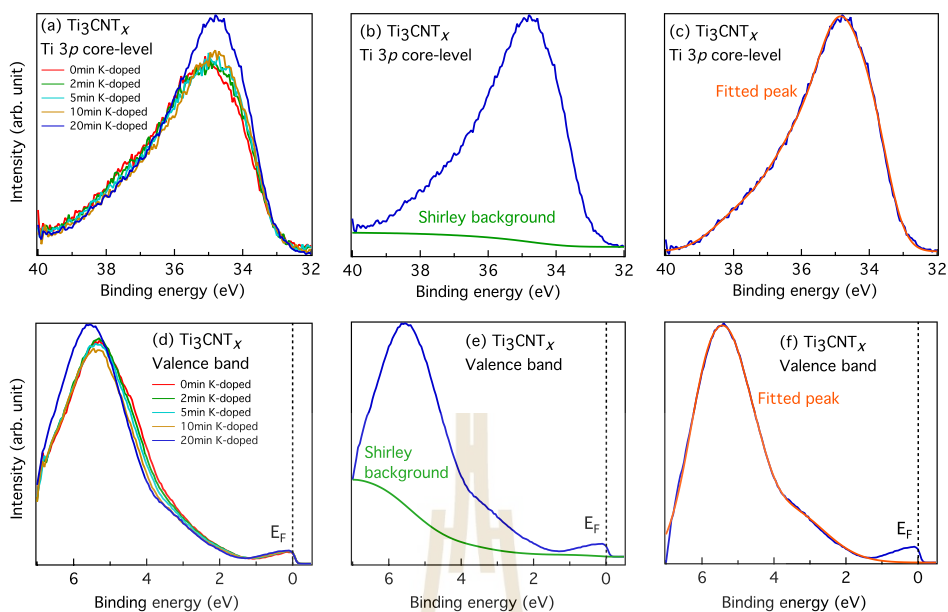 (a) Ti3CNTx
Ti 3p core-level
0min K-doped
2min K-doped
5min K-doped
10min K-doped
20min K-doped
Intensity (arb. unit)
40 38 36 34 32
Binding energy (eV)
(b) Ti3CNTx
Ti 3p core-level
Shirley background
40 38 36 34 32
Binding energy (eV)
(c) Ti3CNTx
Ti 3p core-level
Fitted peak
40 38 36 34 32
Binding energy (eV)
(d) Ti3CNTx
Valence band
0min K-doped
2min K-doped
5min K-doped
10min K-doped
20min K-doped
EF
Intensity (arb. unit)
6 4 2 0
Binding energy (eV)
(e) Ti3CNTx
Valence band
Shirley
background
EF
6 4 2 0
Binding energy (eV)
(f) Ti3CNTx
Valence band
Fitted peak
EF
6 4 2 0
Binding energy (eV)